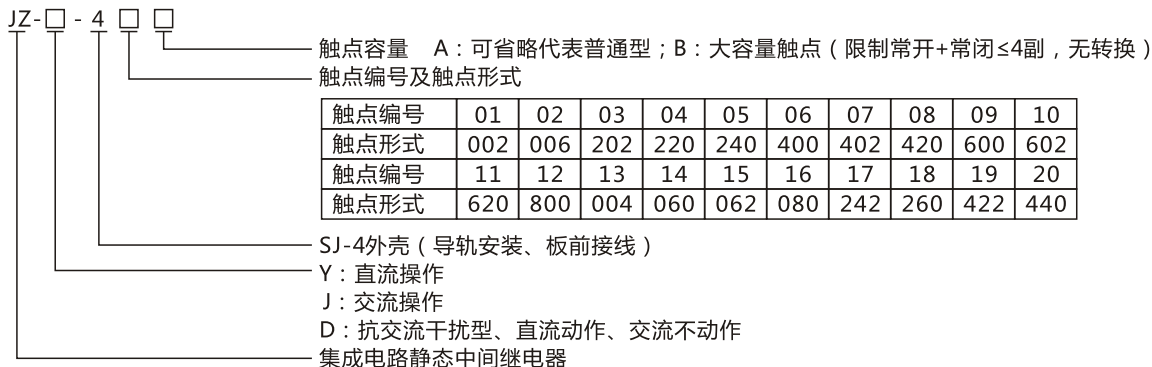 JZ-□-4□□
触点容量 A：可省略代表普通型；B：大容量触点（限制常开+常闭≤4副，无转换）
触点编号及触点形式
触点编号 01 02 03 04 05 06 07 08 09 10
触点形式 002 006 202 220 240 400 402 420 600 602
触点编号 11 12 13 14 15 16 17 18 19 20
触点形式 620 800 004 060 062 080 242 260 422 440
SJ-4外壳（导轨安装、板前接线）
Y：直流操作
J：交流操作
D：抗交流干扰型、直流动作、交流不动作
集成电路静态中间继电器